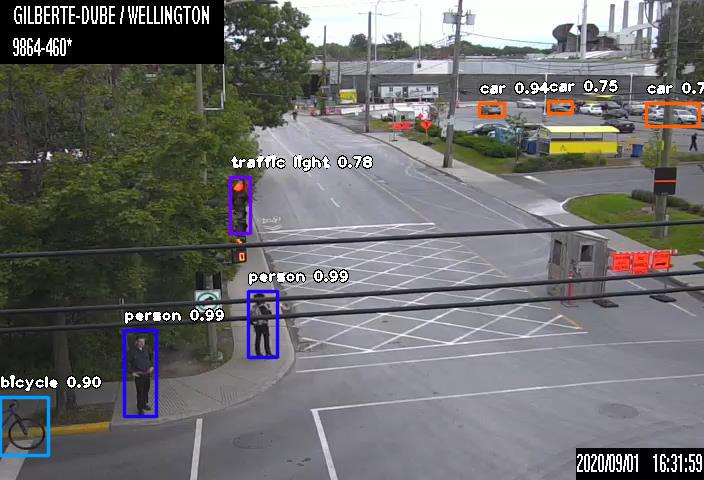 GILBERTE-DUBE / WELLINGTON
9864-460*
car 0.94
car 0.75
car 0.7
traffic light 0.78
person 0.99
person 0.99
bicycle 0.90
2020/09/01 16:31:59